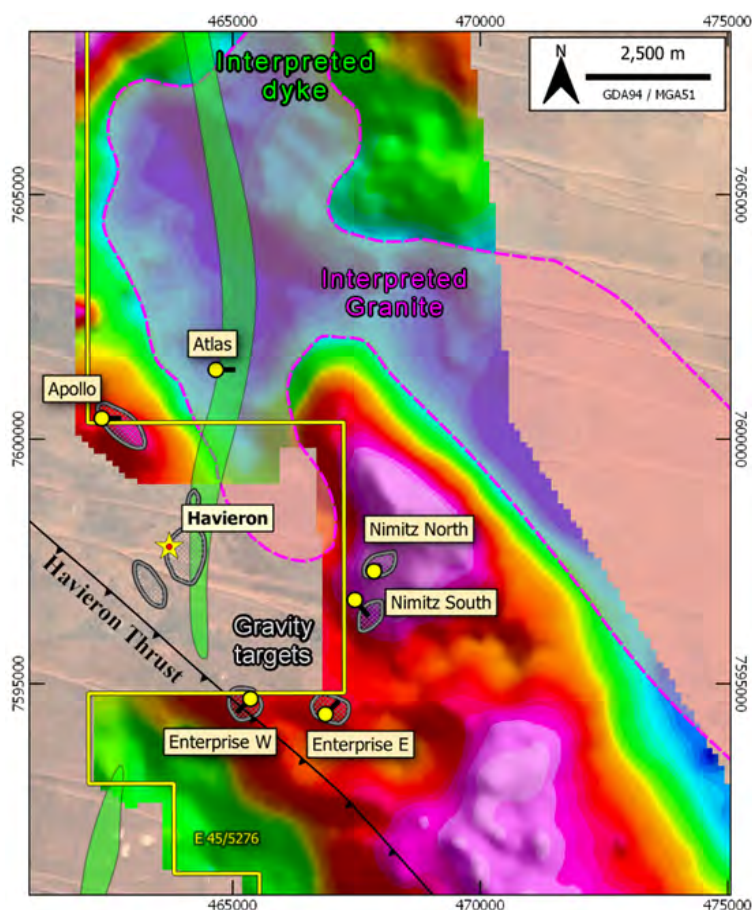 465000
470000
475000
Interpreted
dyke
N
2,500 m
GDA94 / MGA51
7605000
7605000
Interpreted
Granite
Atlas
Apollo
7600000
7600000
Havieron
Nimitz North
Nimitz South
Havieron Thrust
Gravity
targets
7595000
7595000
Enterprise W
Enterprise E
E 45/5276
465000
470000
475000